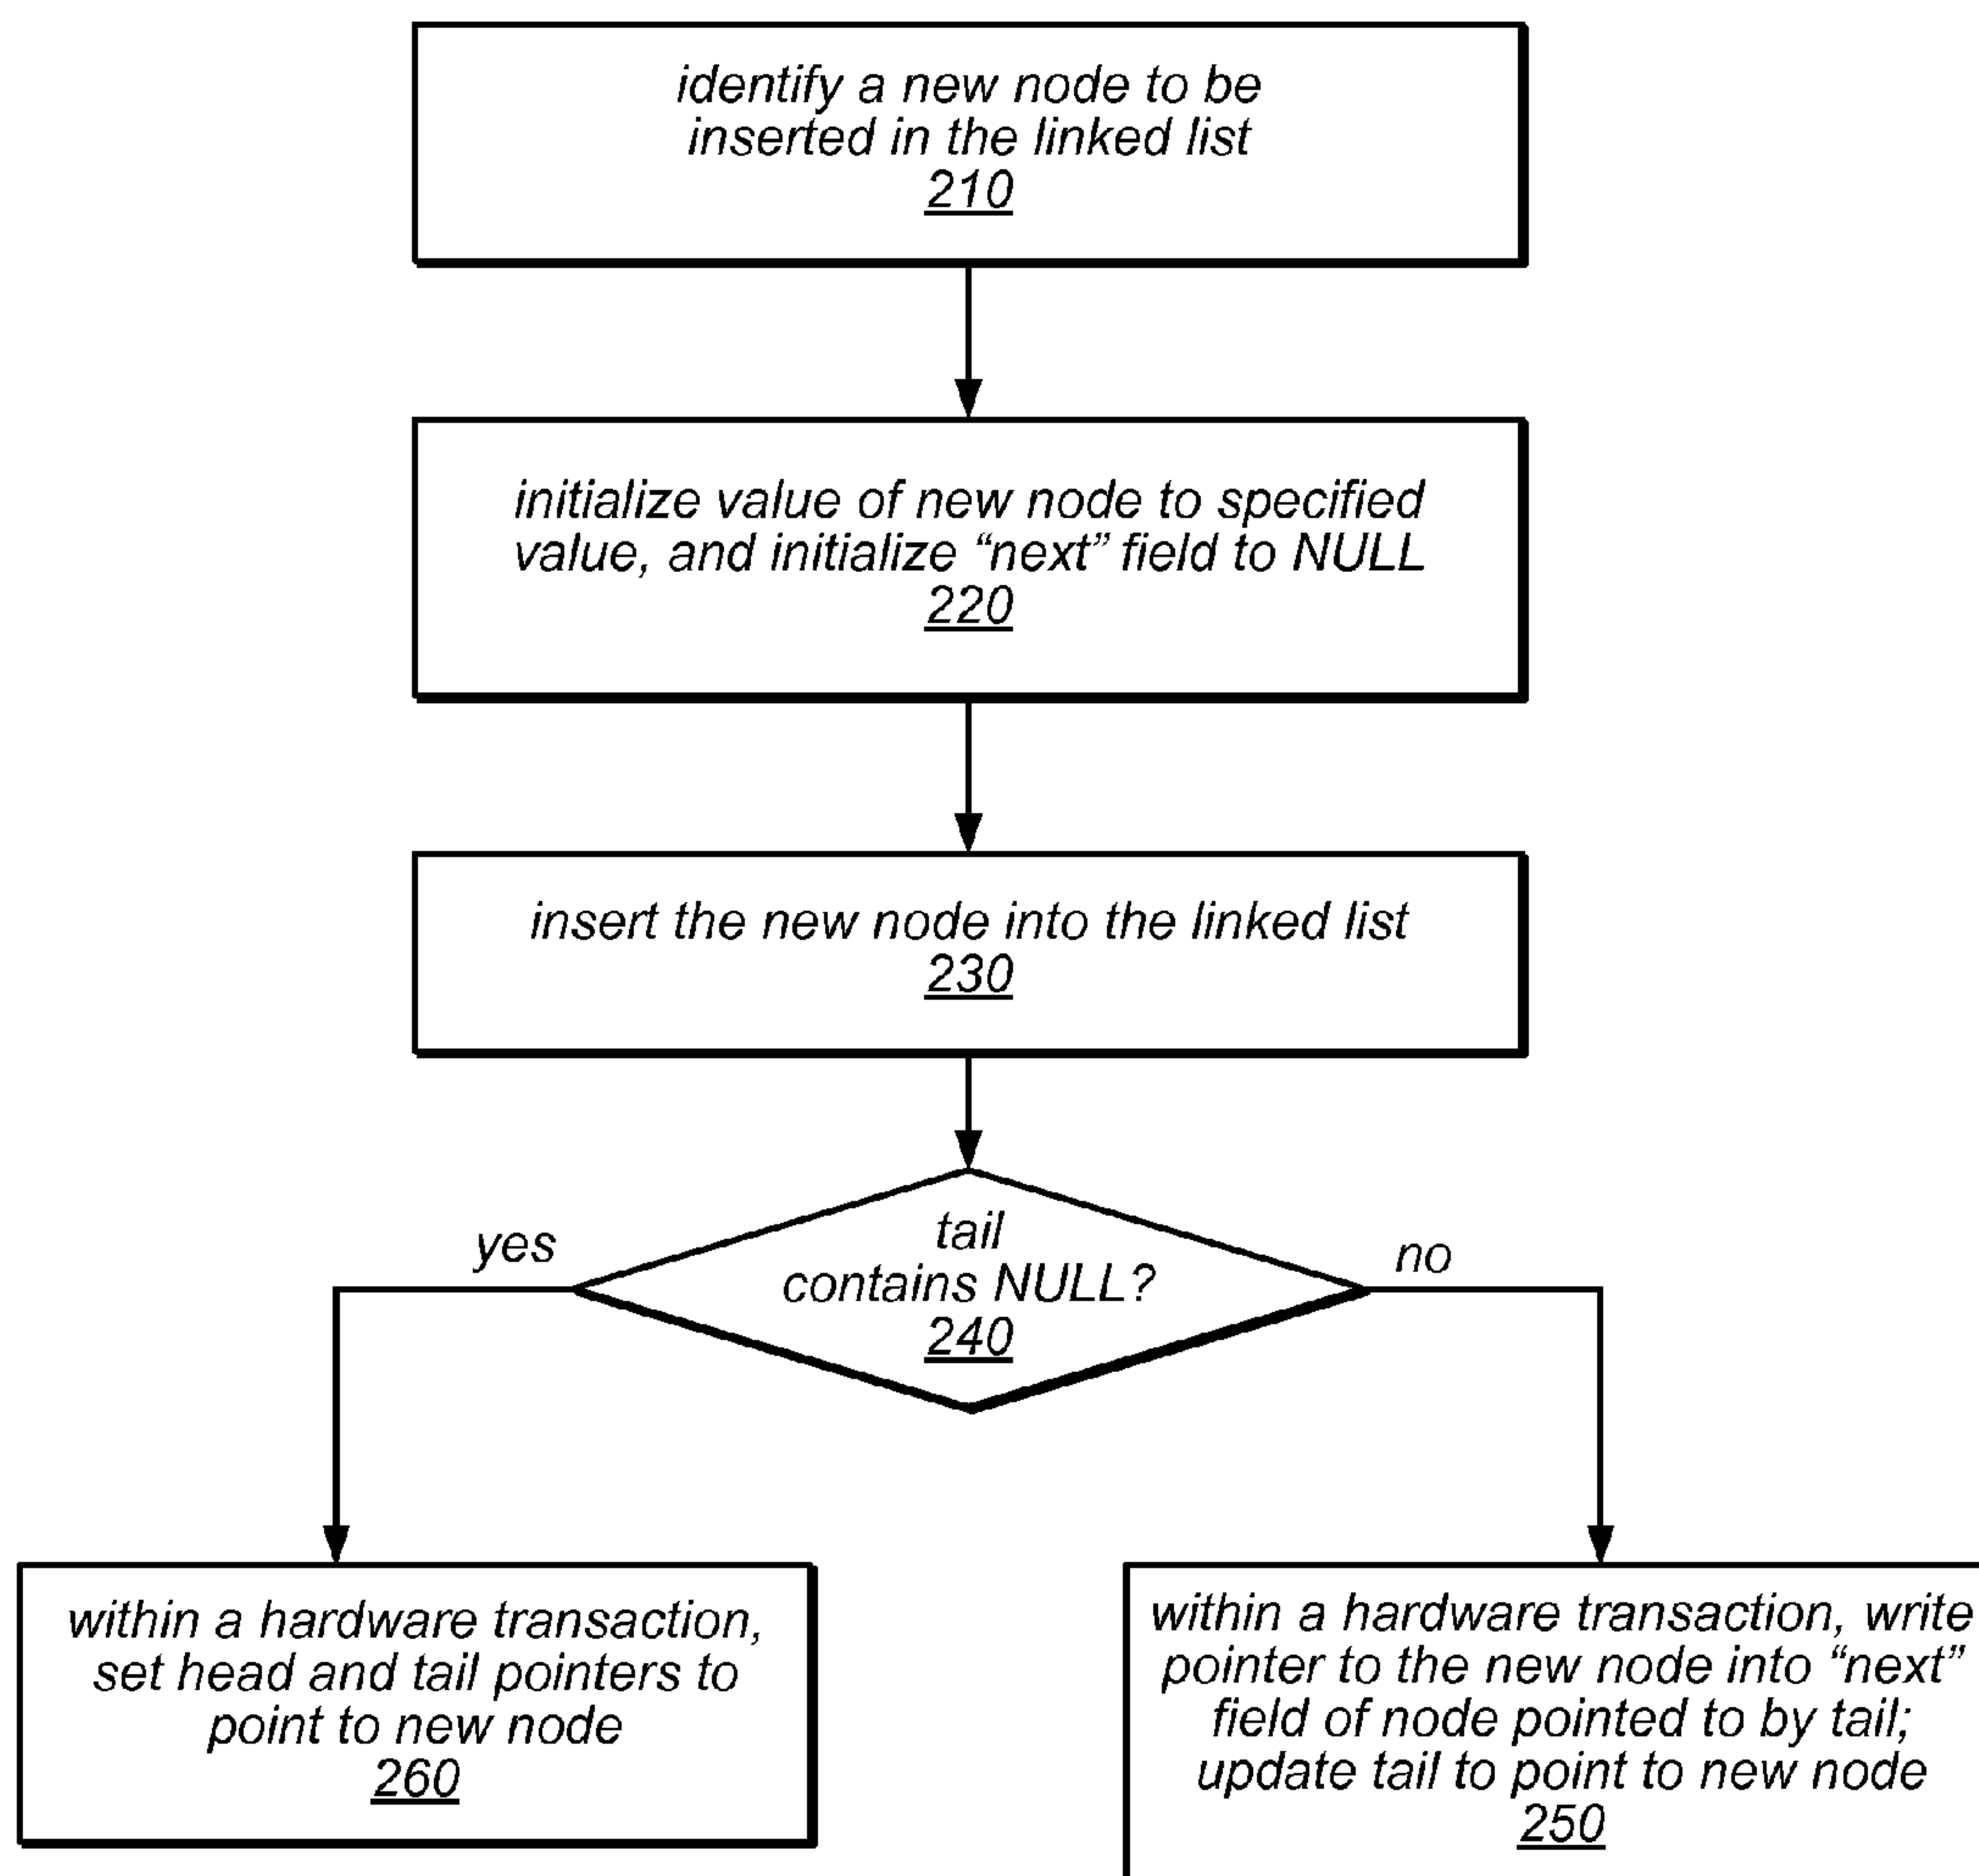 identify a new node to be
inserted in the linked list
210
initialize value of new node to specified
value, and initialize “next” field to NULL
220
insert the new node into the linked list
230
tail
contains NULL?
240
yes
no
within a hardware transaction,
set head and tail pointers to
point to new node
260
within a hardware transaction, write
pointer to the new node into “next”
field of node pointed to by tail;
update tail to point to new node
250